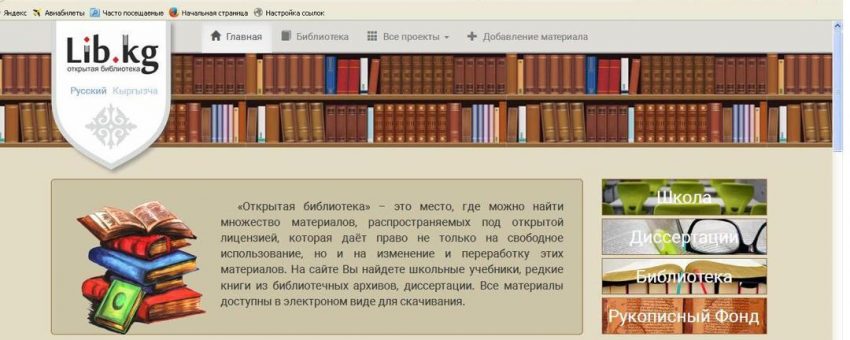 Яндекс Авиабилеты Часто посещаемые Начальная страница Настройка ссылок
Главная Библиотека Все проекты Добавление материала
Lib.kg
открытая библиотека
Русский Кыргызча
«Открытая библиотека» – это место, где можно найти
множество материалов, распространяемых под открытой
лицензией, которая даёт право не только на свободное
использование, но и на изменение и переработку этих
материалов. На сайте Вы найдете школьные учебники, редкие
книги из библиотечных архивов, диссертации. Все материалы
доступны в электроном виде для скачивания.
Школа
Диссертации
Библиотека
Рукописный Фонд